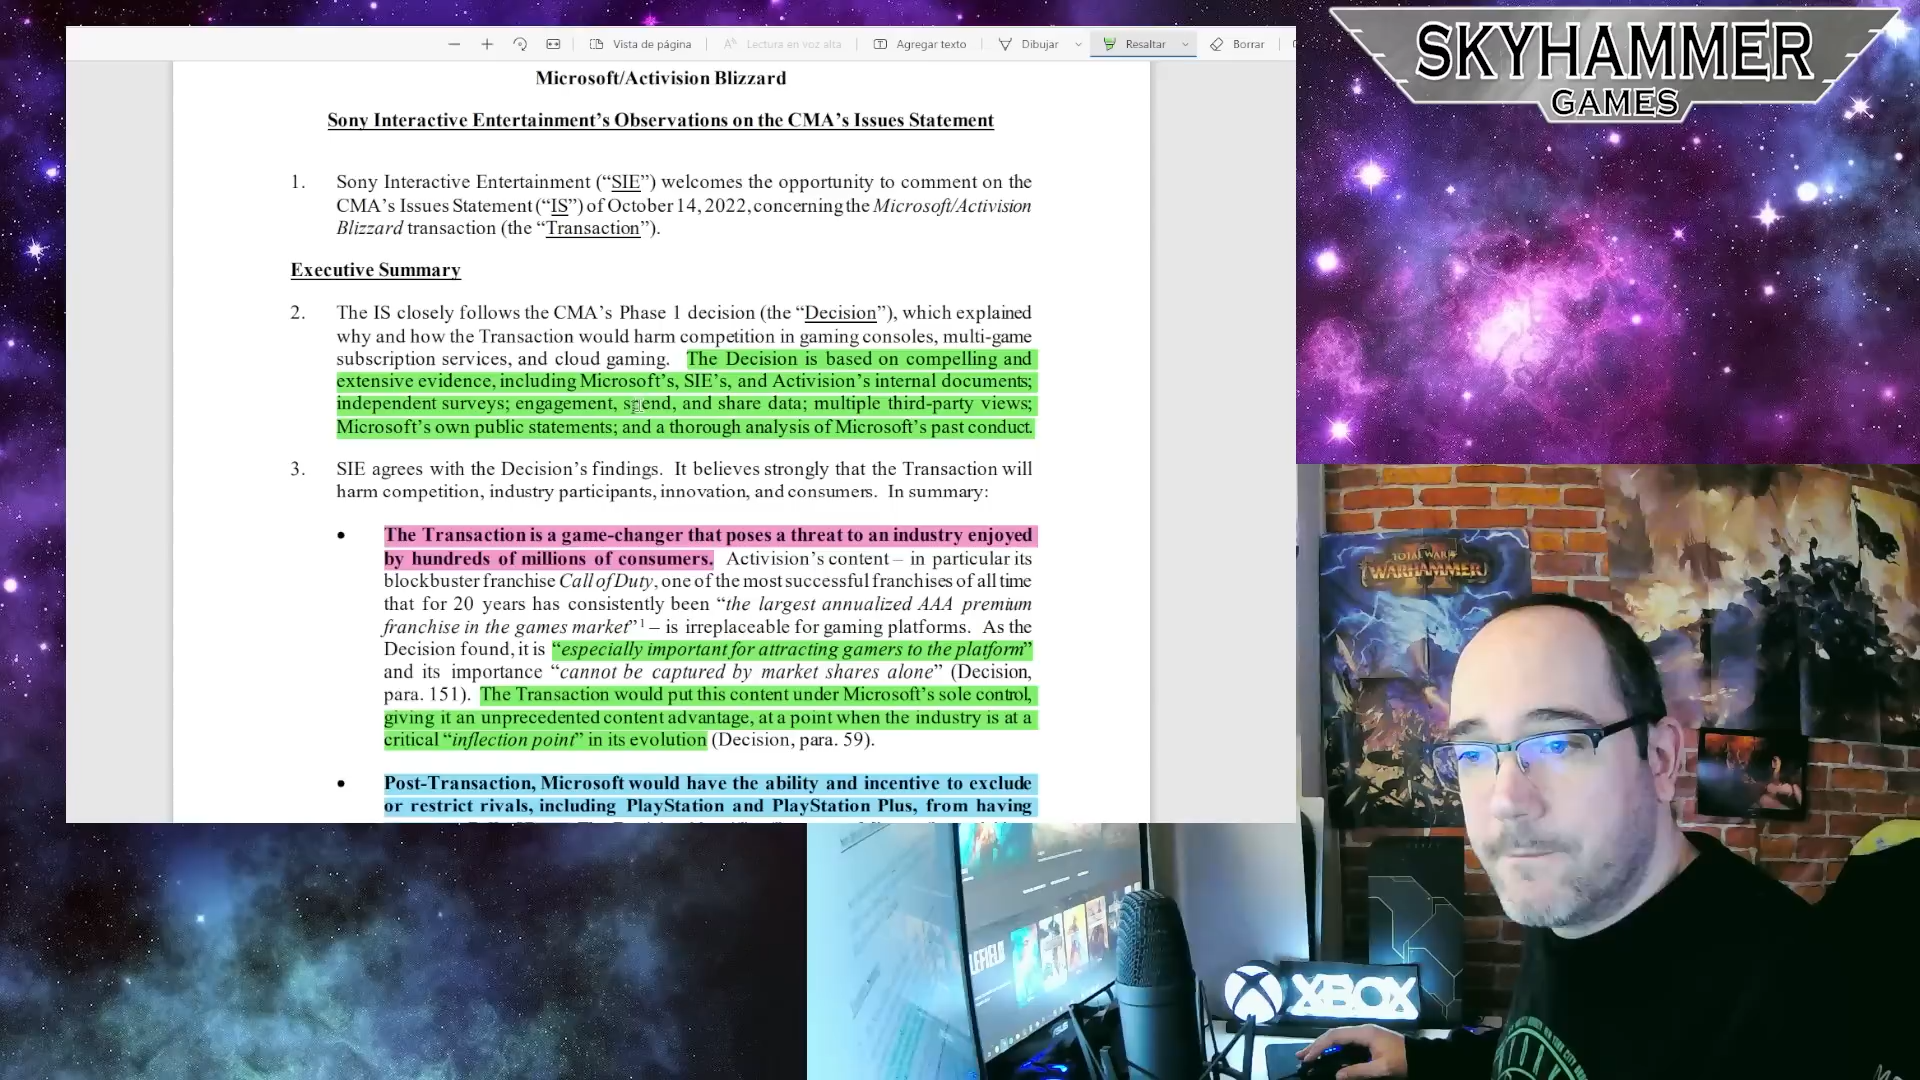 Vista de página
Lectura en voz alta
Agregar texto
Dibujar
Resaltar
Borrar
SKYHAMMER
GAMES
Microsoft/Activision Blizzard
Sony Interactive Entertainment’s Observations on the CMA’s Issues Statement
1. Sony Interactive Entertainment (“SIE”) welcomes the opportunity to comment on the
CMA’s Issues Statement (“IS”) of October 14, 2022, concerning the Microsoft/Activision
Blizzard transaction (the “Transaction”).
Executive Summary
2. The IS closely follows the CMA’s Phase 1 decision (the “Decision”), which explained
why and how the Transaction would harm competition in gaming consoles, multi-game
subscription services, and cloud gaming. The Decision is based on compelling and
extensive evidence, including Microsoft’s, SIE’s, and Activision’s internal documents;
independent surveys; engagement, spend, and share data; multiple third-party views;
Microsoft’s own public statements; and a thorough analysis of Microsoft’s past conduct.
3. SIE agrees with the Decision’s findings. It believes strongly that the Transaction will
harm competition, industry participants, innovation, and consumers. In summary:
• The Transaction is a game-changer that poses a threat to an industry enjoyed
by hundreds of millions of consumers. Activision’s content – in particular its
blockbuster franchise Call of Duty, one of the most successful franchises of all time
that for 20 years has consistently been “the largest annualized AAA premium
franchise in the games market”1 – is irreplaceable for gaming platforms. As the
Decision found, it is “especially important for attracting gamers to the platform”
and its importance “cannot be captured by market shares alone” (Decision,
para. 151). The Transaction would put this content under Microsoft’s sole control,
giving it an unprecedented content advantage, at a point when the industry is at a
critical “inflection point” in its evolution (Decision, para. 59).
• Post-Transaction, Microsoft would have the ability and incentive to exclude
or restrict rivals, including PlayStation and PlayStation Plus, from having
TOTAL WAR
WARHAMMER
XBOX